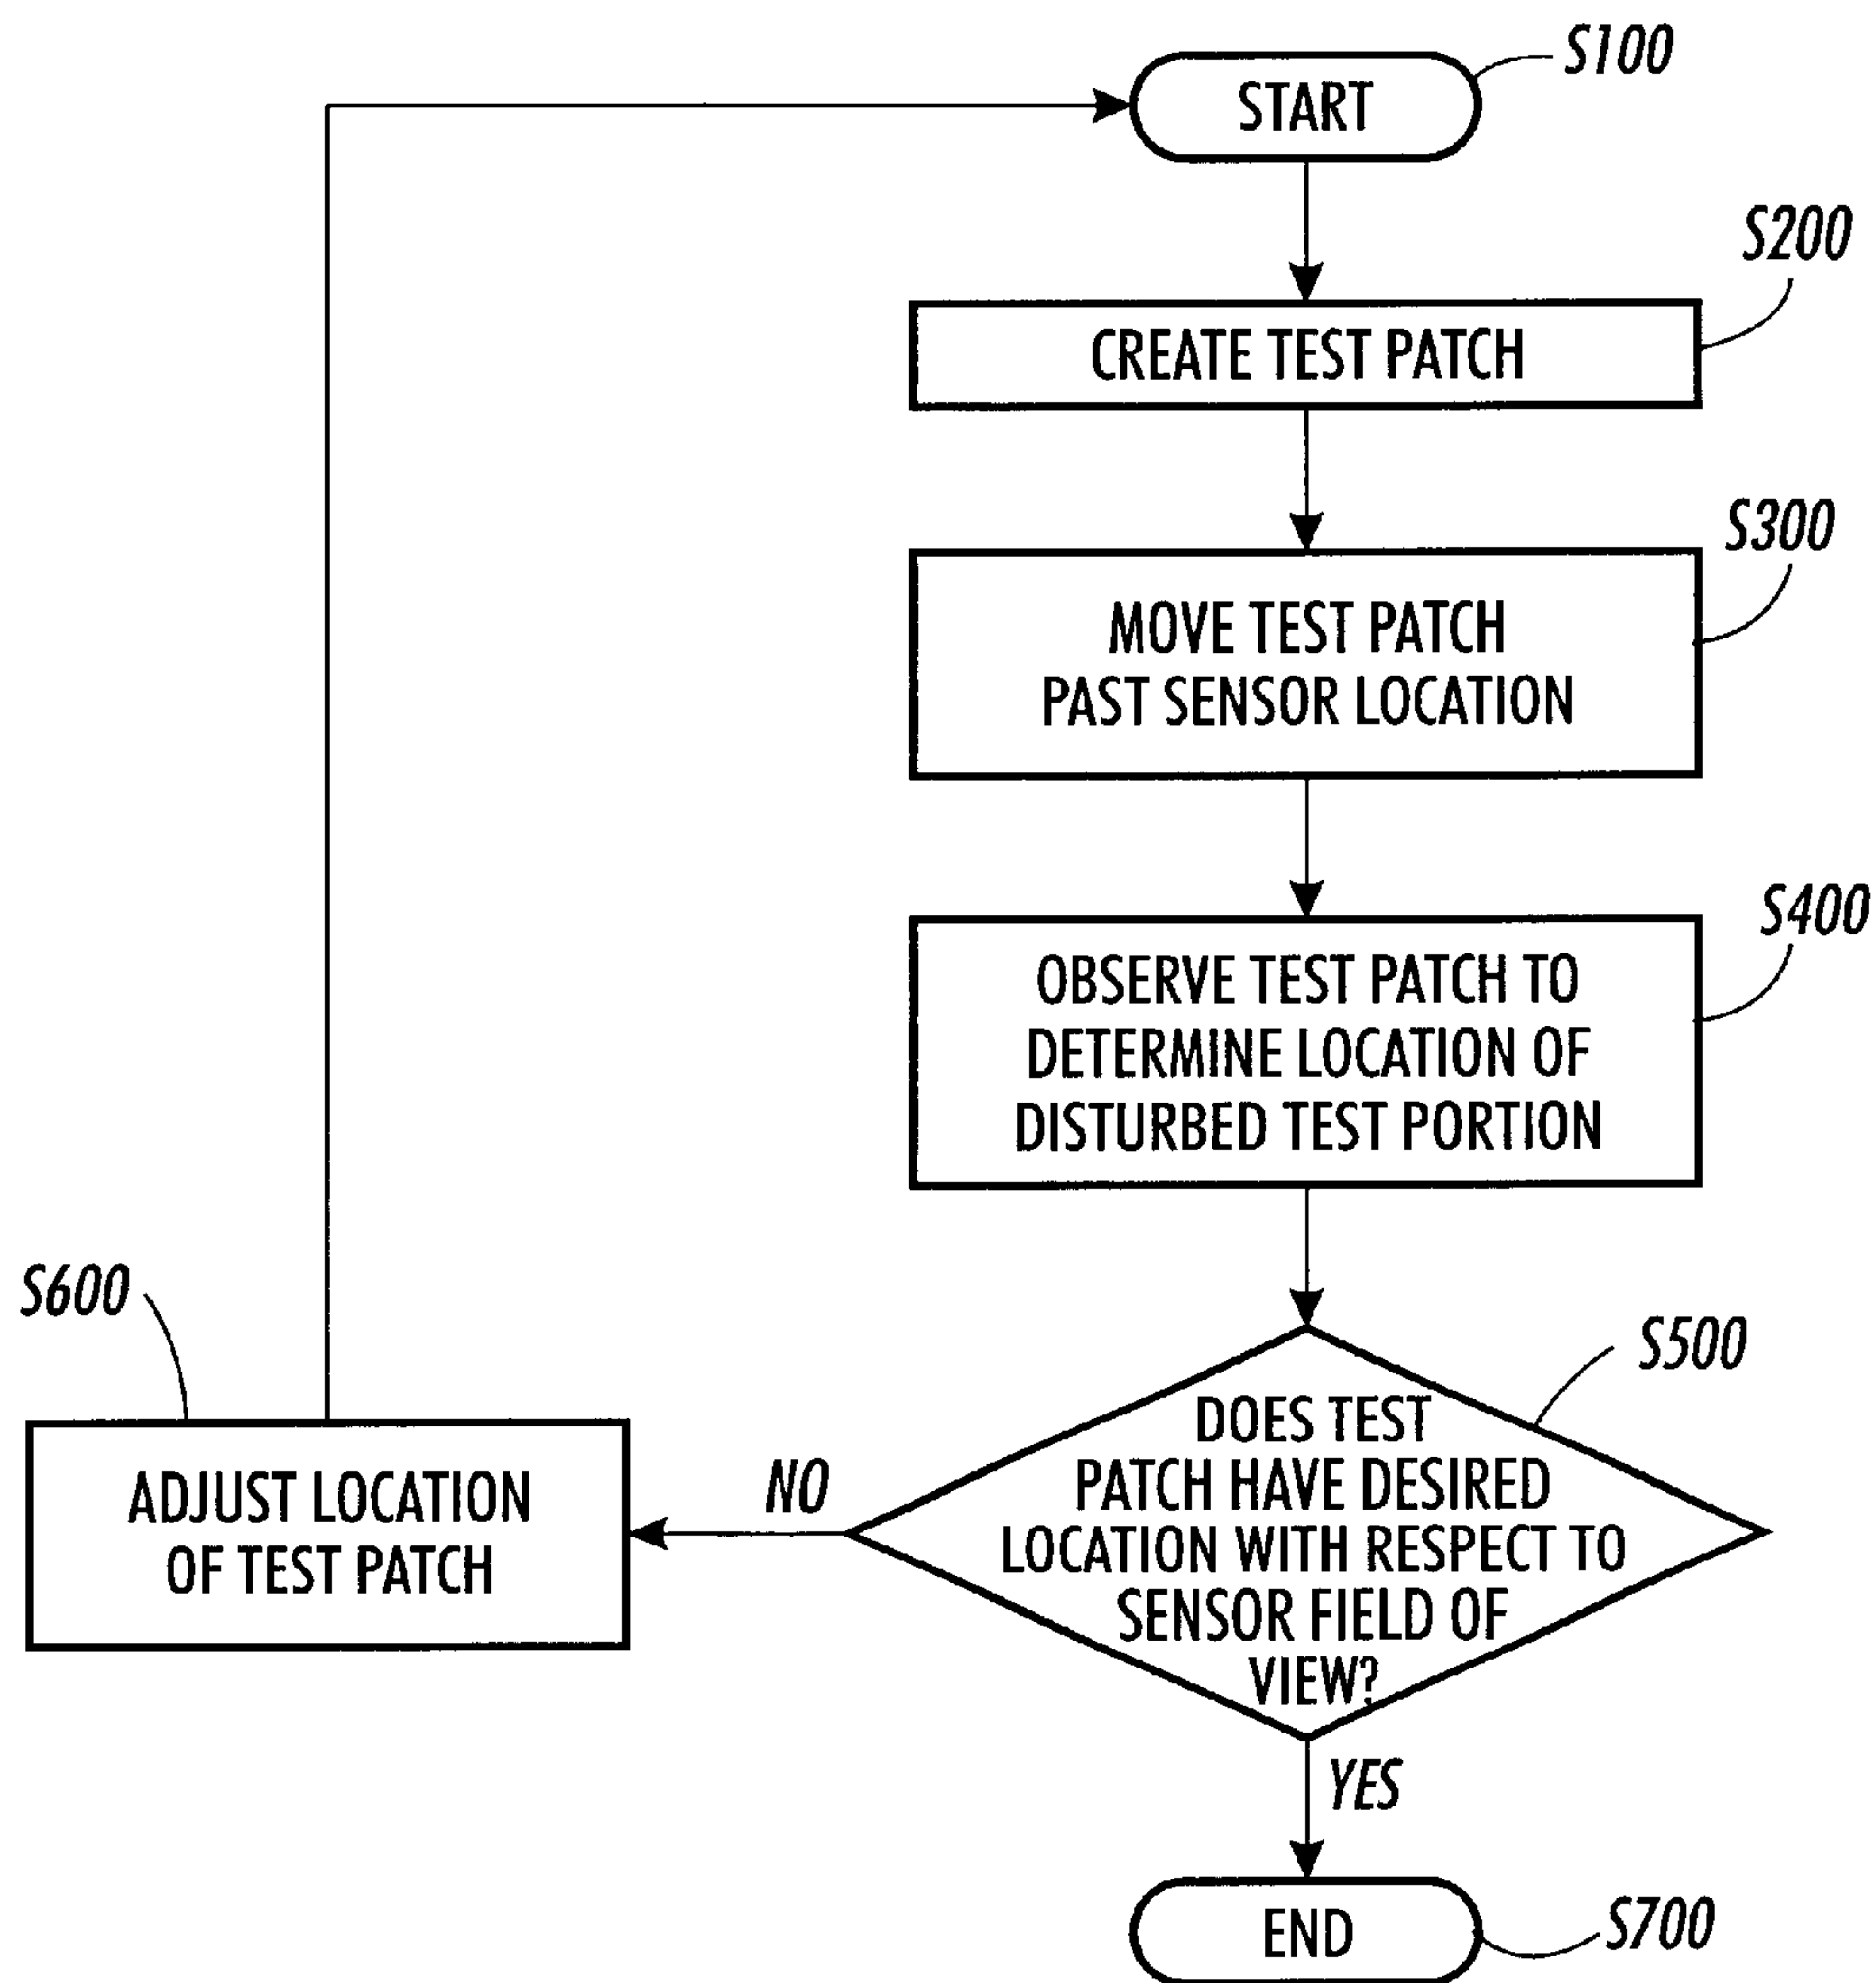 S100
START
S200
CREATE TEST PATCH
S300
MOVE TEST PATCH
PAST SENSOR LOCATION
S400
OBSERVE TEST PATCH TO
DETERMINE LOCATION OF
DISTURBED TEST PORTION
S500
DOES TEST
PATCH HAVE DESIRED
LOCATION WITH RESPECT TO
SENSOR FIELD OF
VIEW?
NO
S600
ADJUST LOCATION
OF TEST PATCH
YES
END
S700